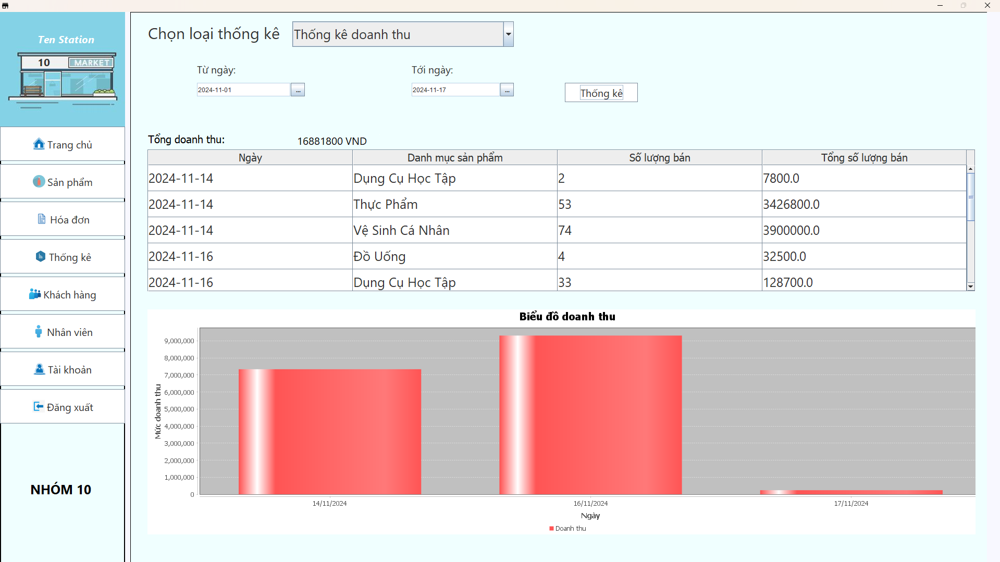 Ten Station
10 MARKET
Trang chủ
Sản phẩm
Hóa đơn
Thống kê
Khách hàng
Nhân viên
Tài khoản
Đăng xuất
NHÓM 10
Chọn loại thống kê Thống kê doanh thu
Từ ngày: Tới ngày:
2024-11-01 ... 2024-11-17 ... Thống kê
Tổng doanh thu: 16881800 VND
Ngày Danh mục sản phẩm Số lượng bán Tổng số lượng bán
2024-11-14 Dụng Cụ Học Tập 2 7800.0
2024-11-14 Thực Phẩm 53 3426800.0
2024-11-14 Vệ Sinh Cá Nhân 74 3900000.0
2024-11-16 Đồ Uống 4 32500.0
2024-11-16 Dụng Cụ Học Tập 33 128700.0
Biểu đồ doanh thu
Mức doanh thu
9,000,000
8,000,000
7,000,000
6,000,000
5,000,000
4,000,000
3,000,000
2,000,000
1,000,000
0
14/11/2024 16/11/2024 17/11/2024
Ngày
Doanh thu